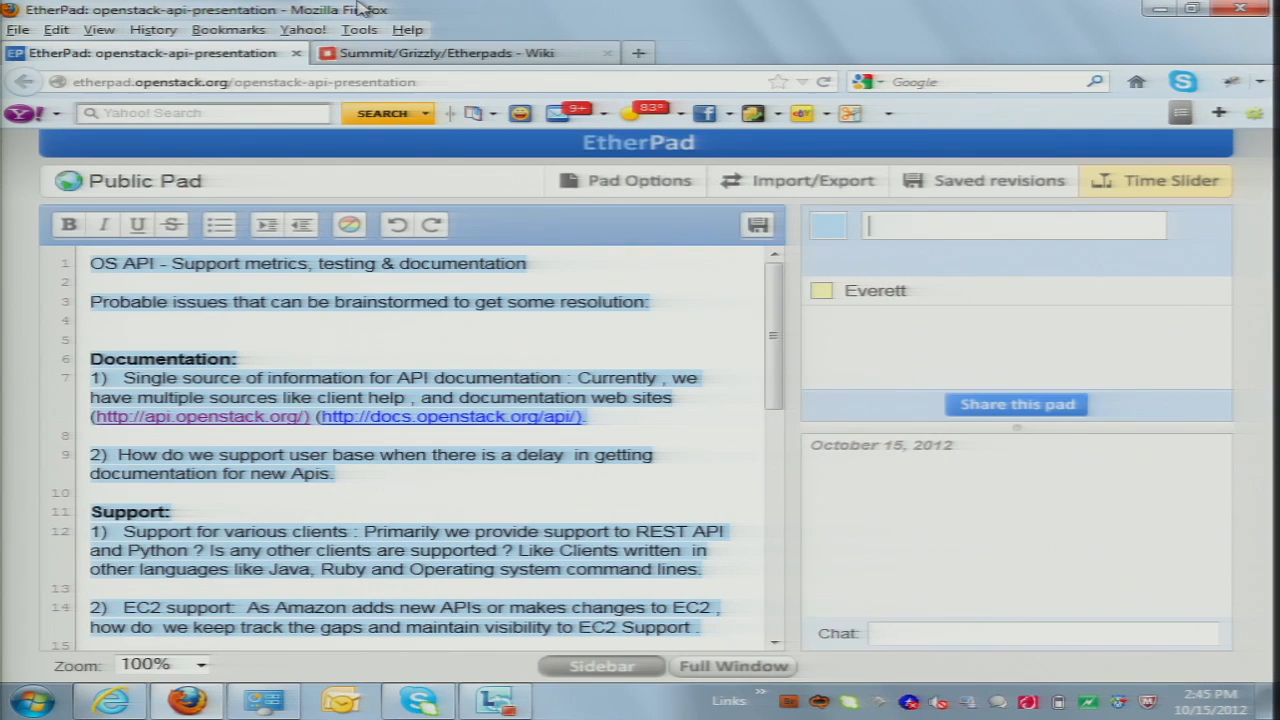 EtherPad: openstack-api-presentation - Mozilla Firefox
File Edit View History Bookmarks Yahoo! Tools Help
EP EtherPad: openstack-api-presentation × Summit/Grizzly/Etherpads - Wiki × +
etherpad.openstack.org/openstack-api-presentation Google
Y! Yahoo! Search SEARCH 9+ 83°
EtherPad
Public Pad Pad Options Import/Export Saved revisions Time Slider
B I U S
1 OS API - Support metrics, testing & documentation
2
3 Probable issues that can be brainstormed to get some resolution:
4
5
6 Documentation:
7 1) Single source of information for API documentation : Currently , we
have multiple sources like client help , and documentation web sites
(http://api.openstack.org/) (http://docs.openstack.org/api/).
8
9 2) How do we support user base when there is a delay in getting
documentation for new Apis.
10
11 Support:
12 1) Support for various clients : Primarily we provide support to REST API
and Python ? Is any other clients are supported ? Like Clients written in
other languages like Java, Ruby and Operating system command lines.
13
14 2) EC2 support: As Amazon adds new APIs or makes changes to EC2 ,
how do we keep track the gaps and maintain visibility to EC2 Support .
15
Everett
Share this pad
October 15, 2012
Chat:
Zoom: 100% Sidebar Full Window
Links » 2:45 PM
10/15/2012